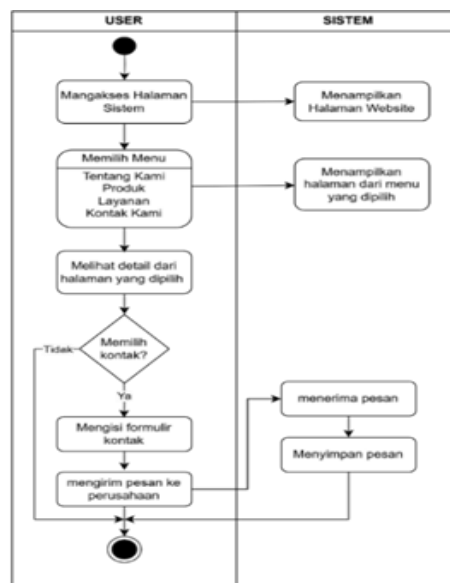 USER
SISTEM
Mangakses Halaman
Sistem
Menampilkan
Halaman Website
Memilih Menu
Tentang Kami
Produk
Layanan
Kontak Kami
Menampilkan
halaman dari menu
yang dipilih
Melihat detail dari
halaman yang dipilih
Memilih
kontak?
Tidak
Ya
Mengisi formulir
kontak
menerima pesan
mengirim pesan ke
perusahaan
Menyimpan pesan